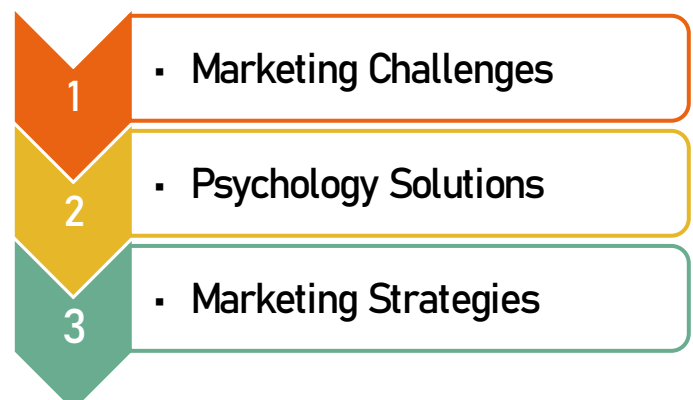 1
▪ Marketing Challenges
2
▪ Psychology Solutions
3
▪ Marketing Strategies